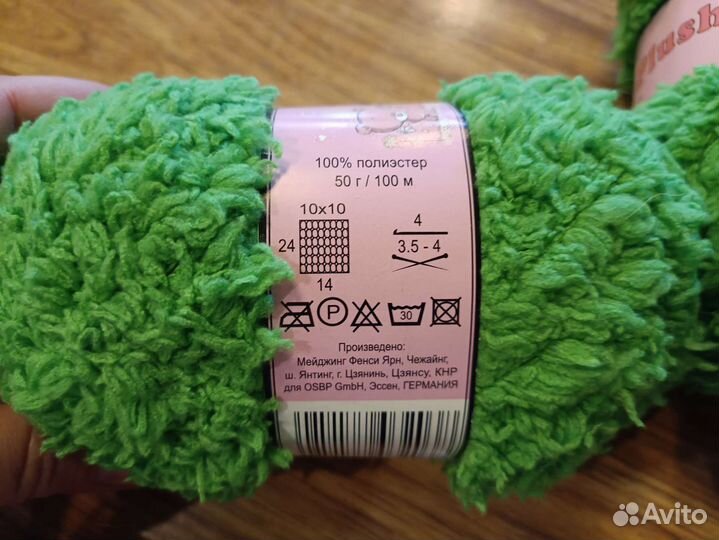 Plush
100% полиэстер
50 г / 100 м
10x10
24
14
4
3.5 - 4
P
30
Произведено:
Мейджинг Фенси Ярн, Чежайнг,
ш. Янтинг, г. Цзянинь, Цзянсу, КНР
для OSBP GmbH, Эссен, ГЕРМАНИЯ
Avito